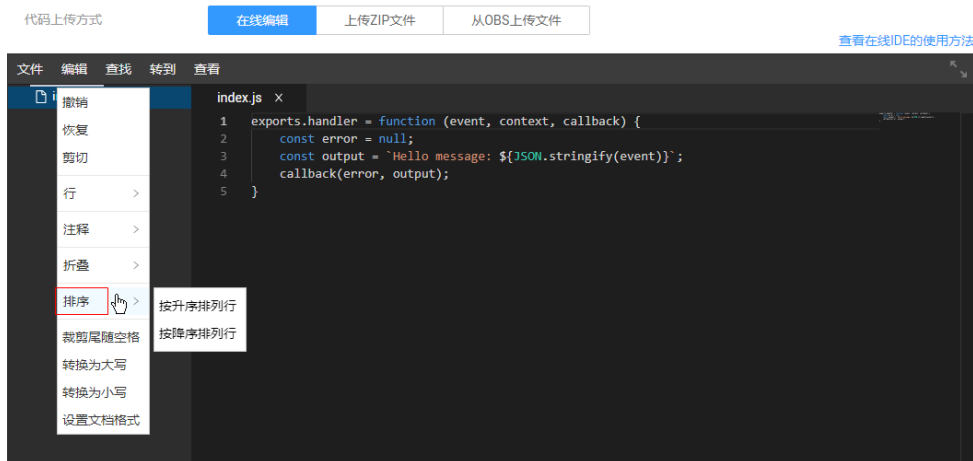 代码上传方式 在线编辑 上传ZIP文件 从OBS上传文件
查看在线IDE的使用方法
文件 编辑 查找 转到 查看
index.js ×
撤销
恢复
剪切
行 >
注释 >
折叠 >
排序 >
裁剪尾随空格
转换为大写
转换为小写
设置文档格式
按升序排列行
按降序排列行
1 exports.handler = function (event, context, callback) {
2 const error = null;
3 const output = `Hello message: ${JSON.stringify(event)}`;
4 callback(error, output);
5 }